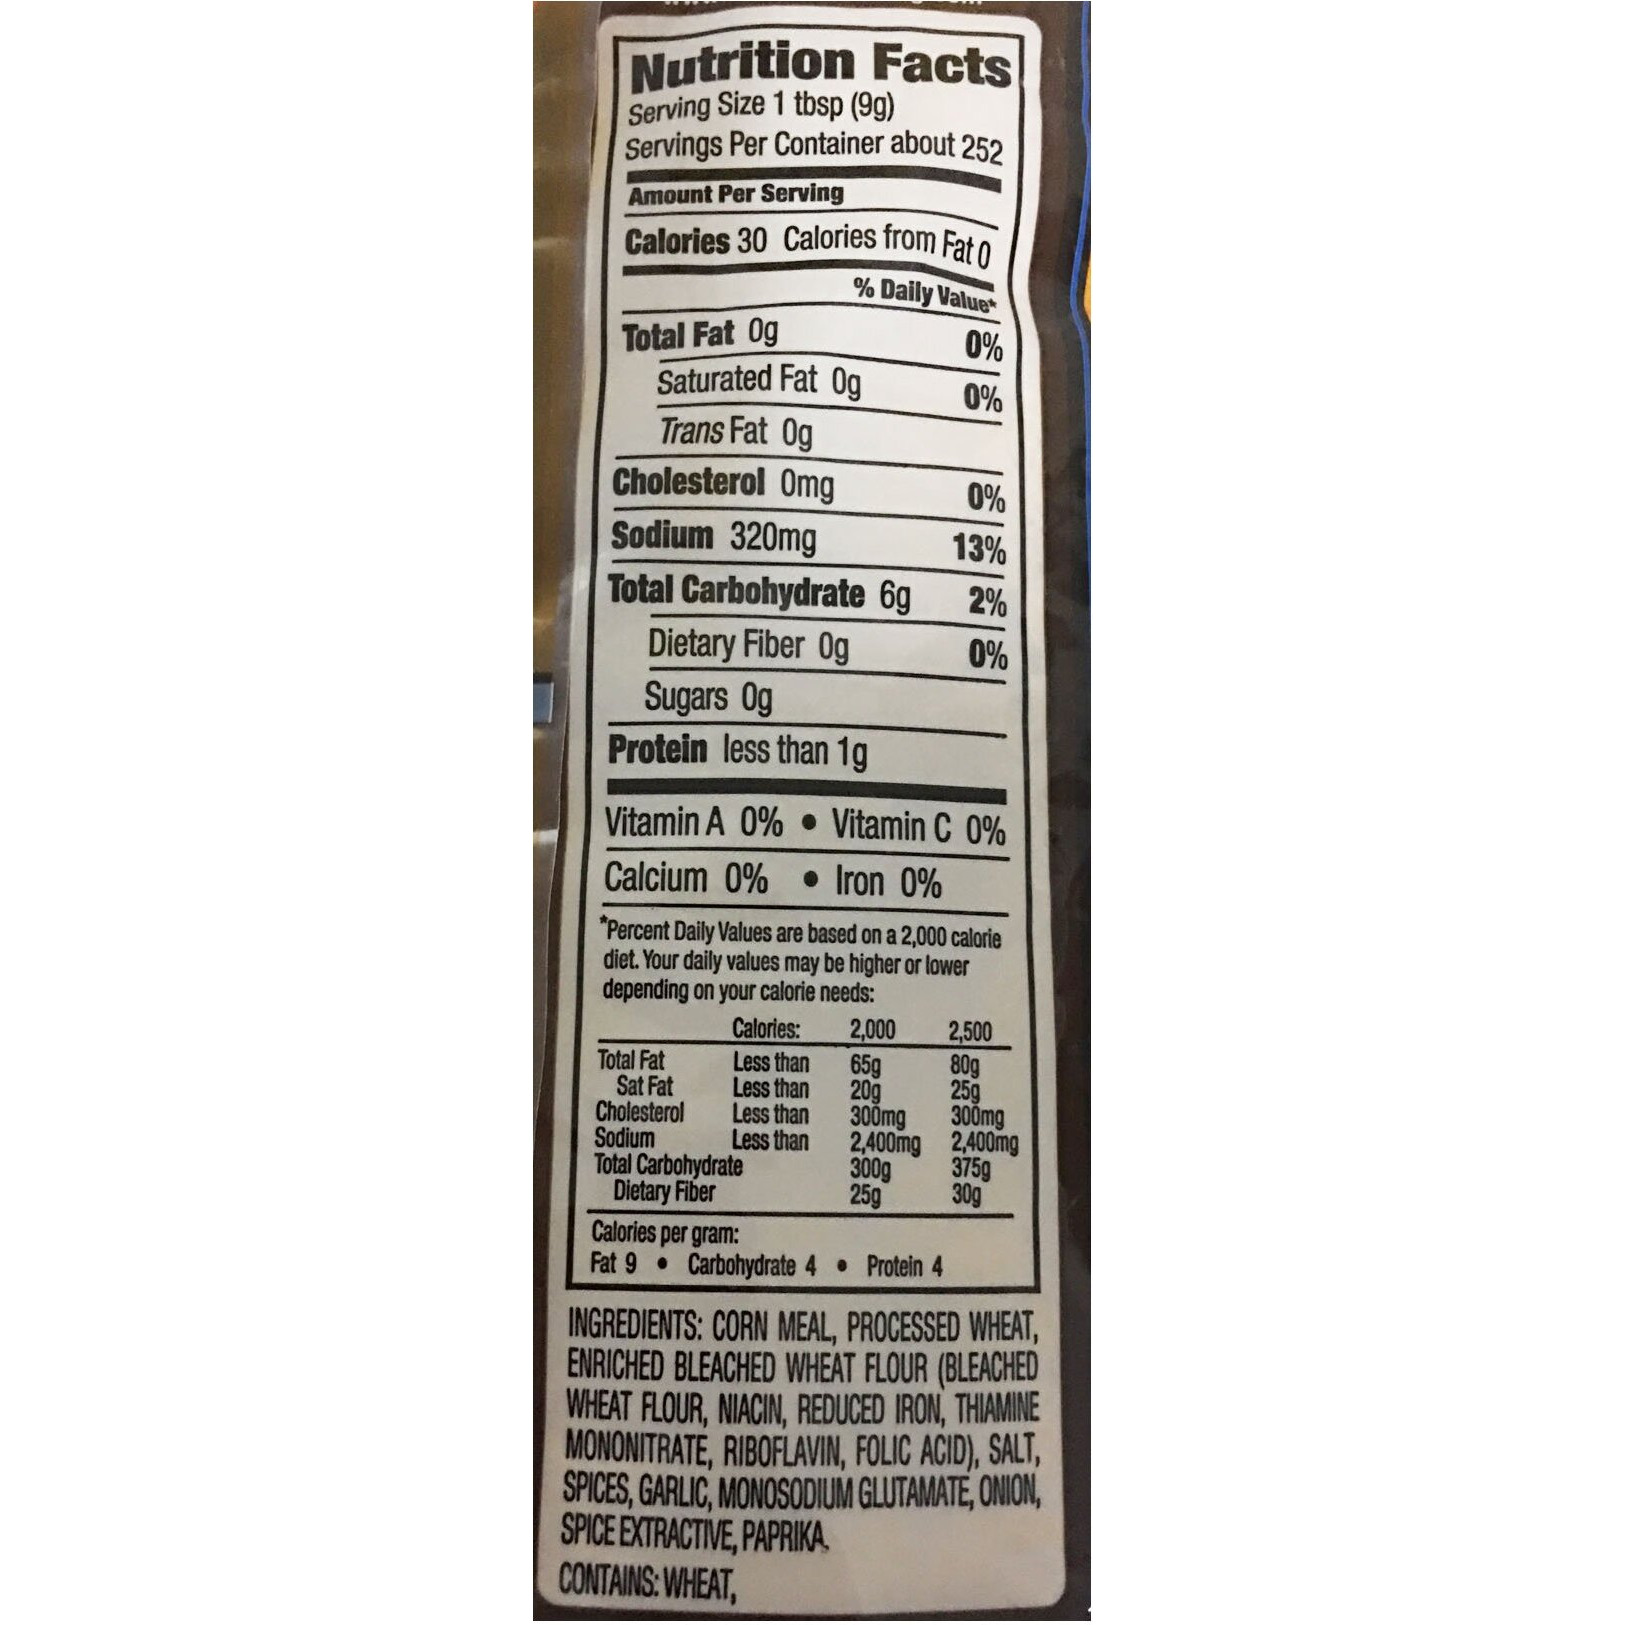 Nutrition Facts
Serving Size 1 tbsp (9g)
Servings Per Container about 252
Amount Per Serving
Calories 30 Calories from Fat 0
% Daily Value*
Total Fat 0g 0%
Saturated Fat 0g 0%
Trans Fat 0g
Cholesterol 0mg 0%
Sodium 320mg 13%
Total Carbohydrate 6g 2%
Dietary Fiber 0g 0%
Sugars 0g
Protein less than 1g
Vitamin A 0% • Vitamin C 0%
Calcium 0% • Iron 0%
*Percent Daily Values are based on a 2,000 calorie
diet. Your daily values may be higher or lower
depending on your calorie needs:
Calories: 2,000 2,500
Total Fat Less than 65g 80g
Sat Fat Less than 20g 25g
Cholesterol Less than 300mg 300mg
Sodium Less than 2,400mg 2,400mg
Total Carbohydrate 300g 375g
Dietary Fiber 25g 30g
Calories per gram:
Fat 9 • Carbohydrate 4 • Protein 4
INGREDIENTS: CORN MEAL, PROCESSED WHEAT,
ENRICHED BLEACHED WHEAT FLOUR (BLEACHED
WHEAT FLOUR, NIACIN, REDUCED IRON, THIAMINE
MONONITRATE, RIBOFLAVIN, FOLIC ACID), SALT,
SPICES, GARLIC, MONOSODIUM GLUTAMATE, ONION,
SPICE EXTRACTIVE, PAPRIKA.
CONTAINS: WHEAT,